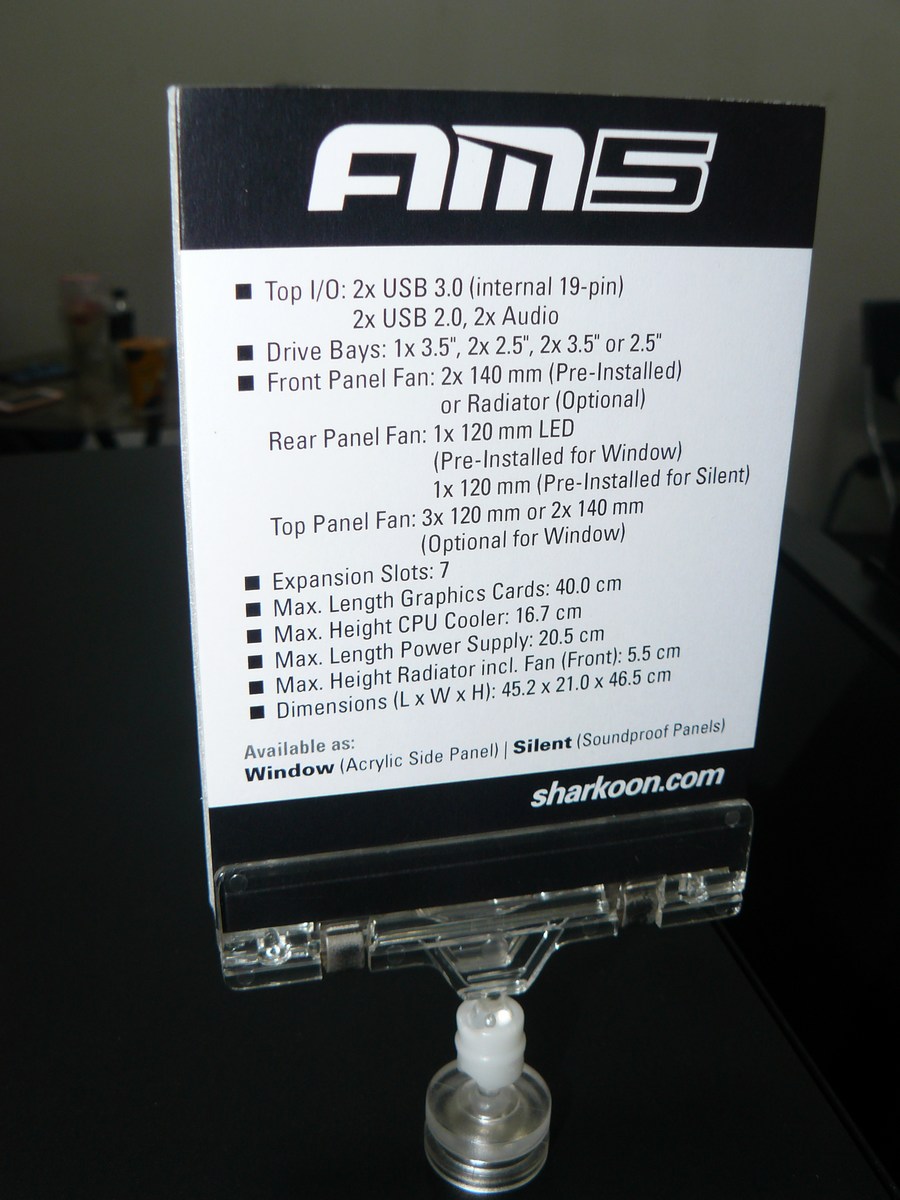 AM5
■ Top I/O: 2x USB 3.0 (internal 19-pin)
2x USB 2.0, 2x Audio
■ Drive Bays: 1x 3.5", 2x 2.5", 2x 3.5" or 2.5"
■ Front Panel Fan: 2x 140 mm (Pre-Installed)
or Radiator (Optional)
Rear Panel Fan: 1x 120 mm LED
(Pre-Installed for Window)
1x 120 mm (Pre-Installed for Silent)
Top Panel Fan: 3x 120 mm or 2x 140 mm
(Optional for Window)
■ Expansion Slots: 7
■ Max. Length Graphics Cards: 40.0 cm
■ Max. Height CPU Cooler: 16.7 cm
■ Max. Length Power Supply: 20.5 cm
■ Max. Height Radiator incl. Fan (Front): 5.5 cm
■ Dimensions (L x W x H): 45.2 x 21.0 x 46.5 cm
Available as:
Window (Acrylic Side Panel) | Silent (Soundproof Panels)
sharkoon.com